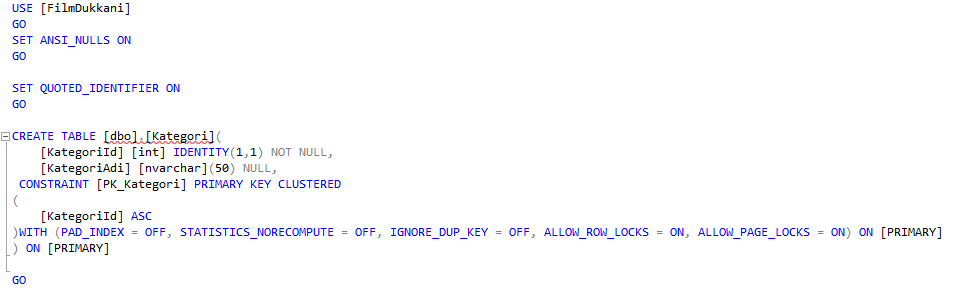 USE [FilmDukkani]
GO
SET ANSI_NULLS ON
GO
SET QUOTED_IDENTIFIER ON
GO
CREATE TABLE [dbo].[Kategori](
[KategoriId] [int] IDENTITY(1,1) NOT NULL,
[KategoriAdi] [nvarchar](50) NULL,
CONSTRAINT [PK_Kategori] PRIMARY KEY CLUSTERED
(
[KategoriId] ASC
)WITH (PAD_INDEX = OFF, STATISTICS_NORECOMPUTE = OFF, IGNORE_DUP_KEY = OFF, ALLOW_ROW_LOCKS = ON, ALLOW_PAGE_LOCKS = ON) ON [PRIMARY]
) ON [PRIMARY]
GO